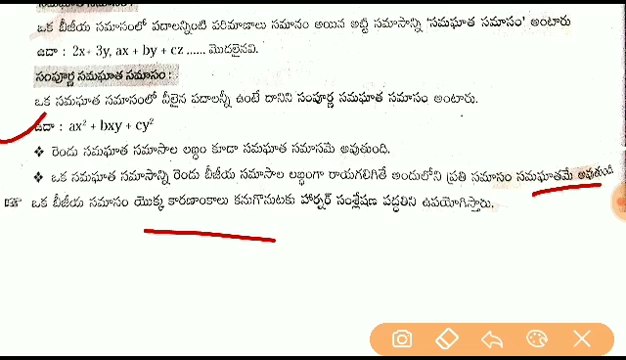 సమఘాత సమాసం :
ఒక బీజీయ సమాసంలో పదాలన్నింటి పరిమాణాలు సమానం అయిన అట్టి సమాసాన్ని 'సమఘాత సమాసం' అంటారు
ఉదా : 2x+ 3y, ax + by + cz ...... మొదలైనవి.
సంపూర్ణ సమఘాత సమాసం :
ఒక సమఘాత సమాసంలో వీలైన పదాలన్నీ ఉంటే దానిని సంపూర్ణ సమఘాత సమాసం అంటారు.
ఉదా : ax² + bxy + cy²
❖ రెండు సమఘాత సమాసాల లబ్ధం కూడా సమఘాత సమాసమే అవుతుంది.
❖ ఒక సమఘాత సమాసాన్ని రెండు బీజీయ సమాసాల లబ్ధంగా రాయగలిగితే అందులోని ప్రతి సమాసం సమఘాతమే అవుతుంది
☞ ఒక బీజీయ సమాసం యొక్క కారణాంకాలు కనుగొనుటకు హార్నర్ సంశ్లేషణ పద్ధతిని ఉపయోగిస్తారు.